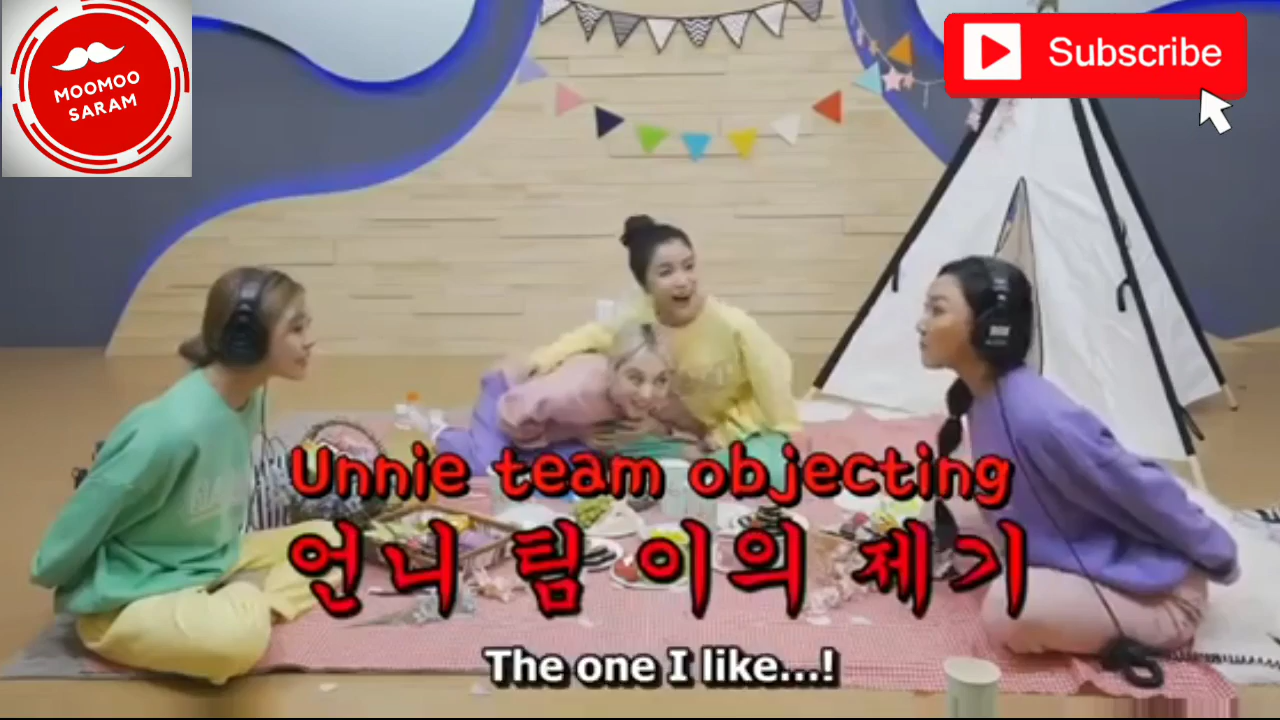 MOOMOO
SARAM
Subscribe
Unnie team objecting
언니 팀 이의 제기
The one I like...!